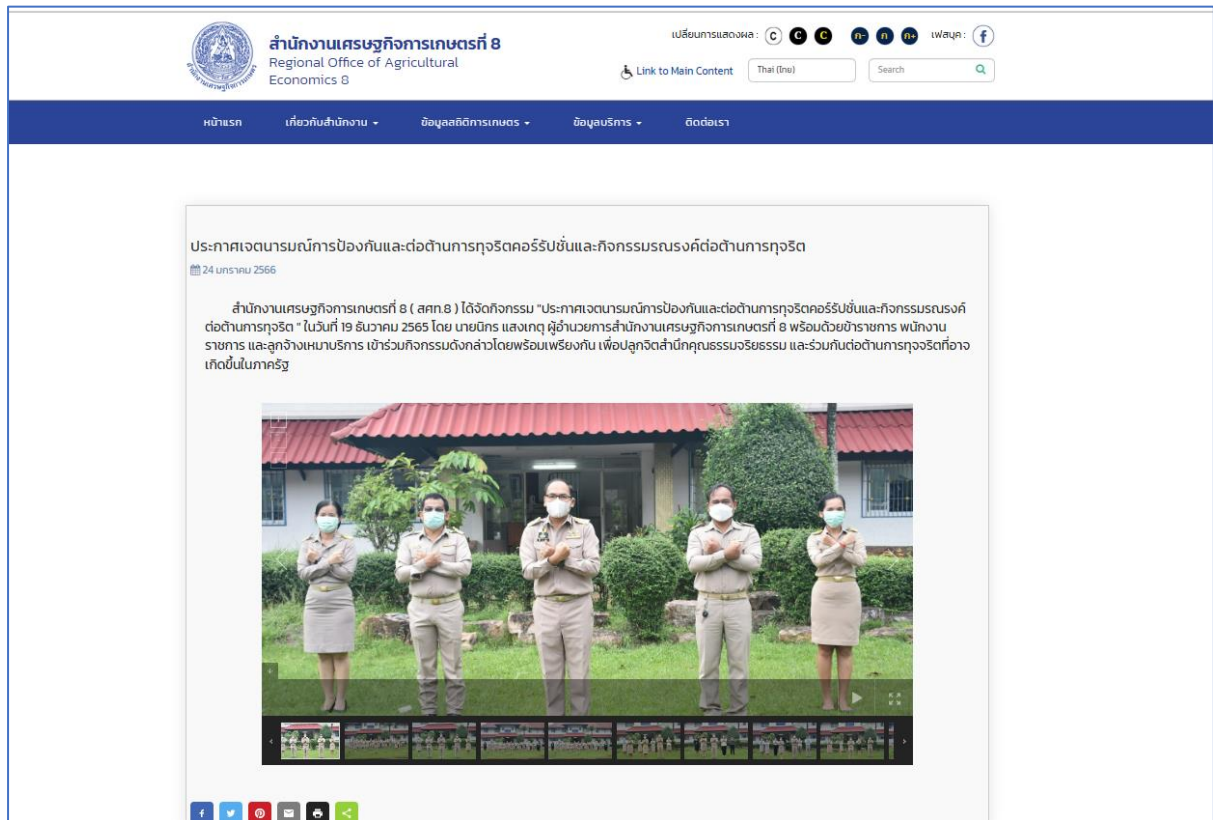 สำนักงานเศรษฐกิจการเกษตรที่ 8
Regional Office of Agricultural
Economics 8
เปลี่ยนการแสดงผล : C C C ก- ก ก+ เฟสบุค : f
Link to Main Content Thai (ไทย) Search
หน้าแรก เกี่ยวกับสำนักงาน ข้อมูลสถิติการเกษตร ข้อมูลบริการ ติดต่อเรา
ประกาศเจตนารมณ์การป้องกันและต่อต้านการทุจริตคอร์รัปชั่นและกิจกรรมรณรงค์ต่อต้านการทุจริต
24 มกราคม 2566
สำนักงานเศรษฐกิจการเกษตรที่ 8 ( สศท.8 ) ได้จัดกิจกรรม "ประกาศเจตนารมณ์การป้องกันและต่อต้านการทุจริตคอร์รัปชั่นและกิจกรรมรณรงค์
ต่อต้านการทุจริต " ในวันที่ 19 ธันวาคม 2565 โดย นายนิกร แสงเกตุ ผู้อำนวยการสำนักงานเศรษฐกิจการเกษตรที่ 8 พร้อมด้วยข้าราชการ พนักงาน
ราชการ และลูกจ้างเหมาบริการ เข้าร่วมกิจกรรมดังกล่าวโดยพร้อมเพรียงกัน เพื่อปลูกจิตสำนึกคุณธรรมจริยธรรม และร่วมกันต่อต้านการทุจจริตที่อาจ
เกิดขึ้นในภาครัฐ